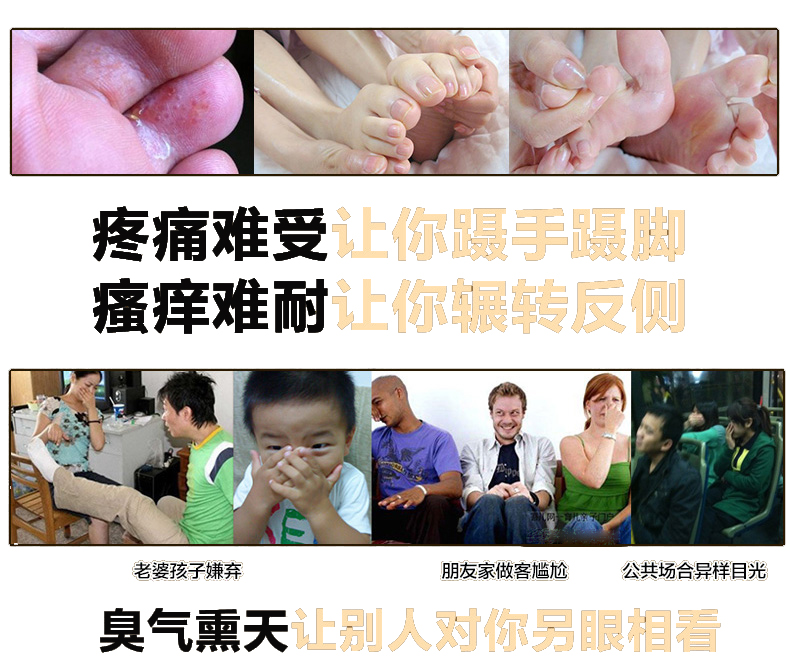 疼痛难受让你蹑手蹑脚
瘙痒难耐让你辗转反侧
老婆孩子嫌弃
朋友家做客尴尬
公共场合异样目光
臭气熏天让别人对你另眼相看